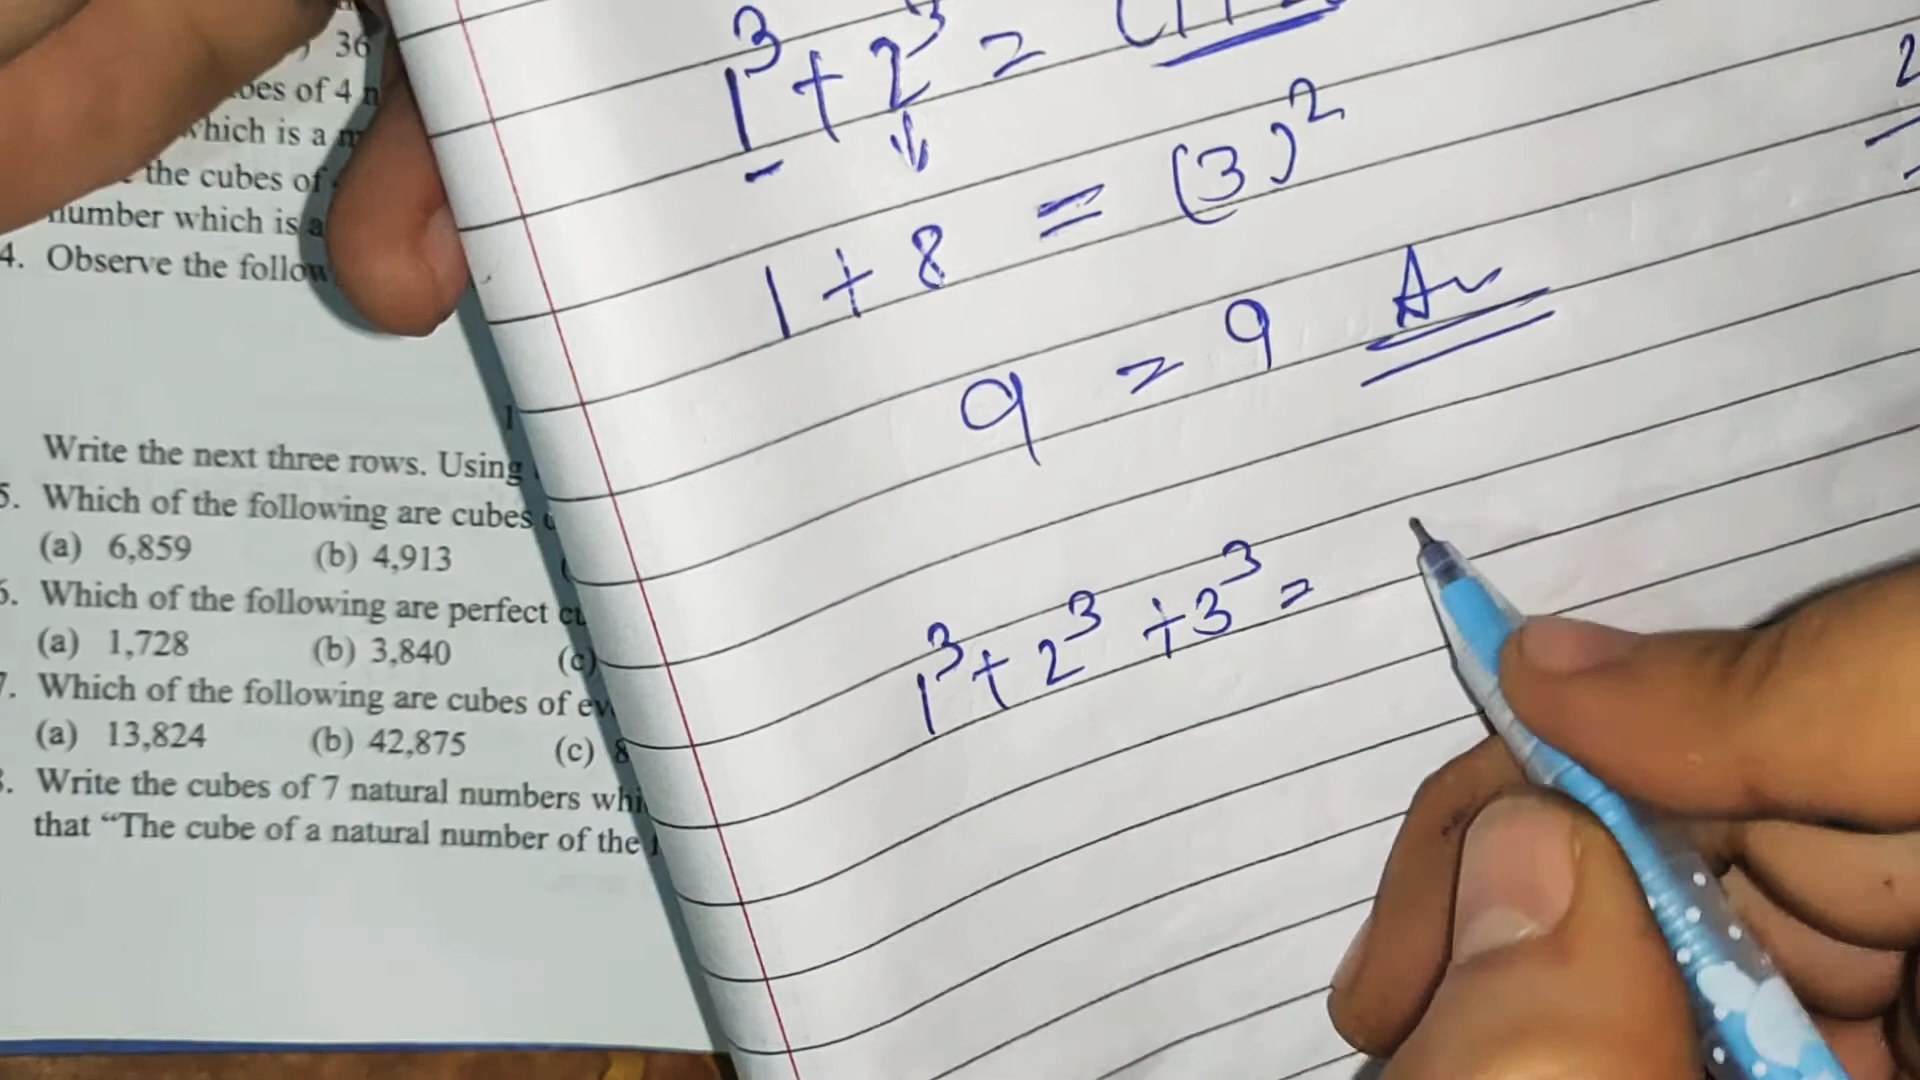 36
of 4
which is a
the cubes of
number which is a
4. Observe the follow
Write the next three rows. Using
5. Which of the following are cubes
(a) 6,859 (b) 4,913
6. Which of the following are perfect
(a) 1,728 (b) 3,840 (c)
7. Which of the following are cubes of
(a) 13,824 (b) 42,875 (c) 8
8. Write the cubes of 7 natural numbers
that “The cube of a natural number of the
1³ + 2³ =
1 + 8 = (3)²
9 = 9
1³ + 2³ + 3³ =
2